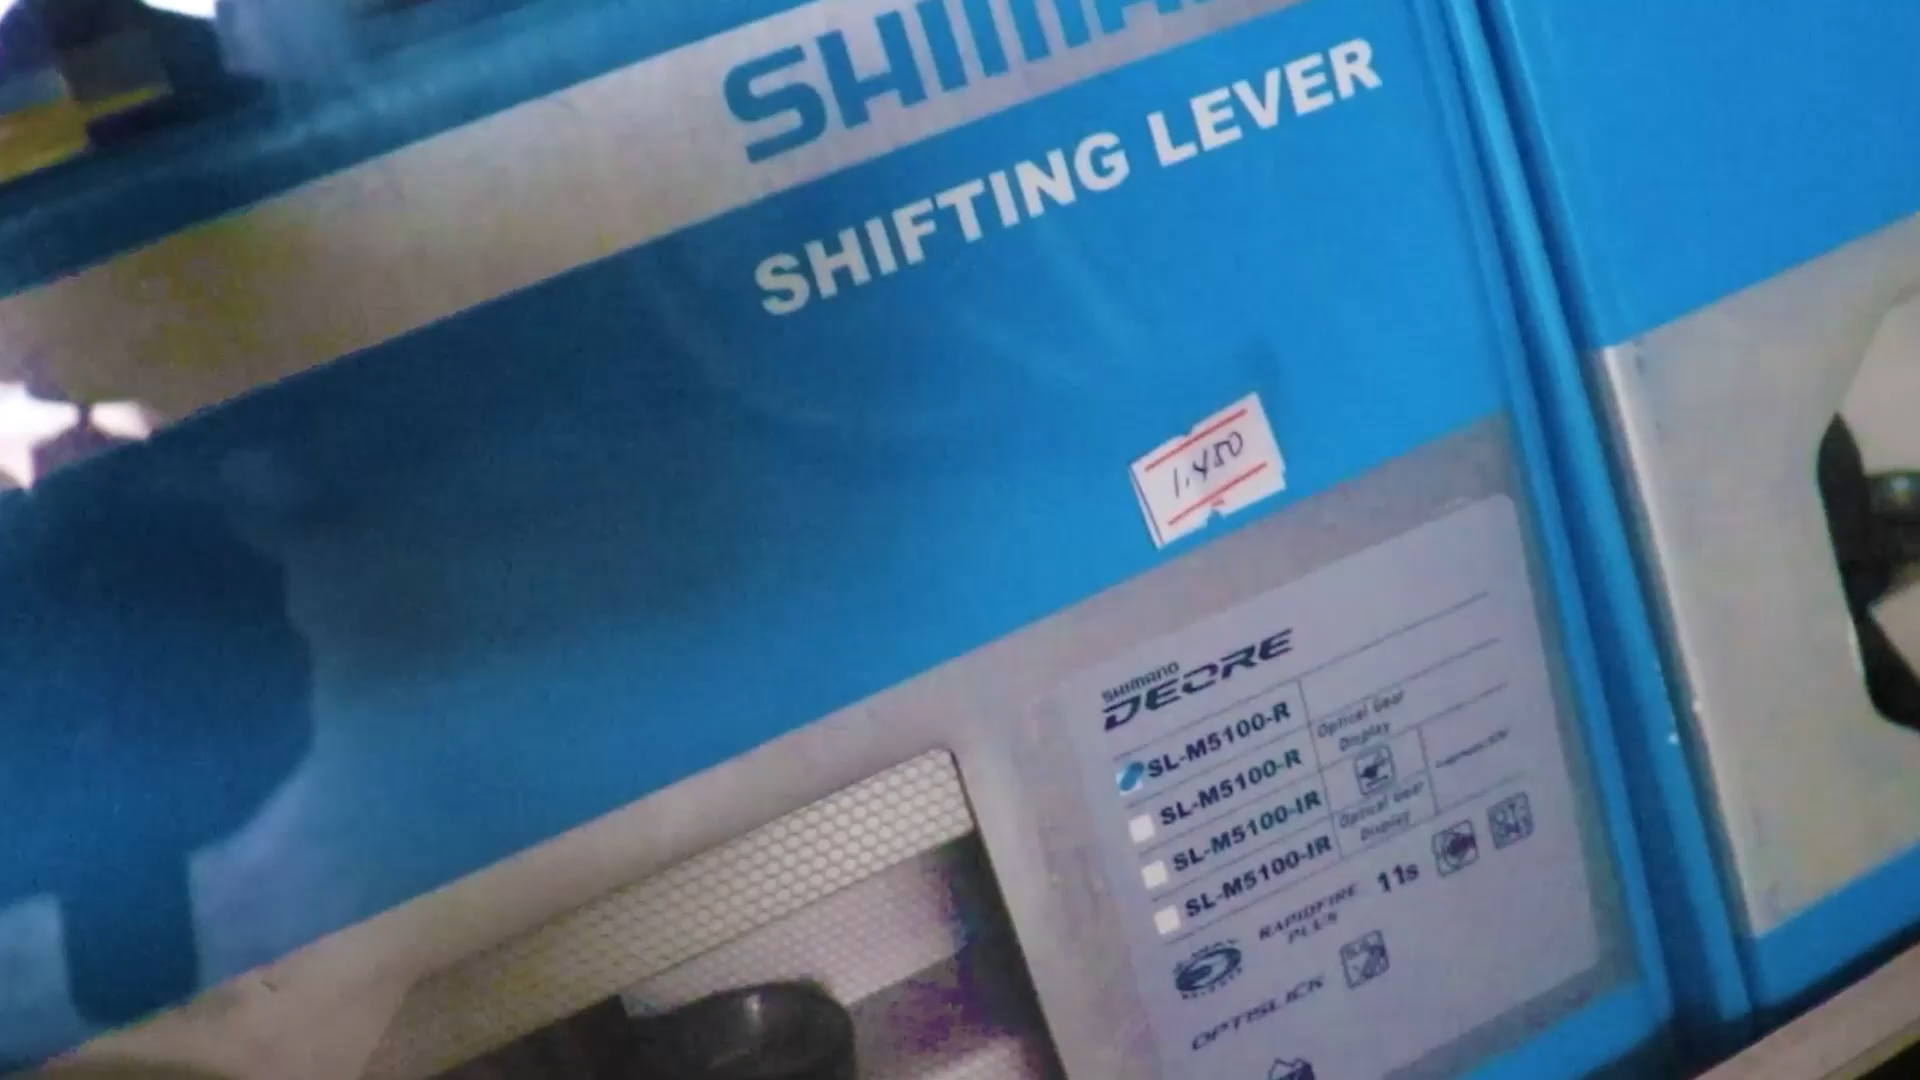 SHIMA
SHIFTING LEVER
1.450
SHIMANO
DEORE
SL-M5100-R
Optical Gear
Display
SL-M5100-R
SL-M5100-IR
Optical Gear
Display
SL-M5100-IR
RAPIDFIRE
PLUS
11s
OPTISLICK